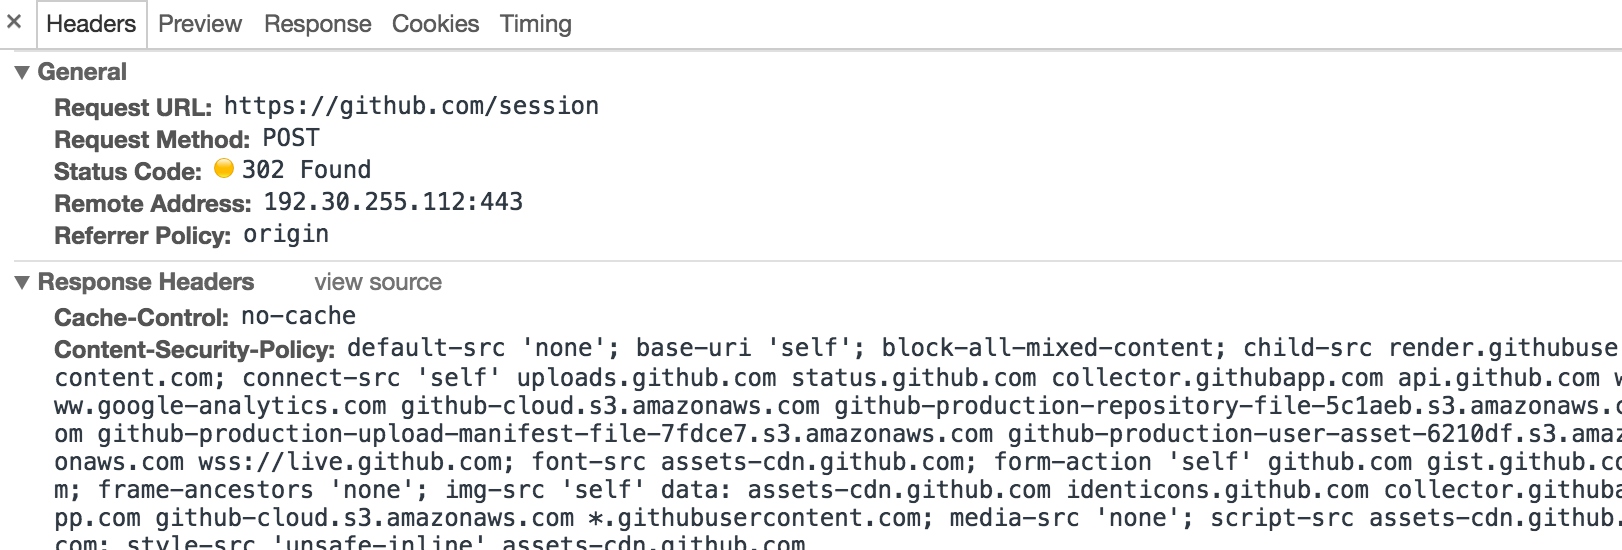 × Headers Preview Response Cookies Timing
▼ General
Request URL: https://github.com/session
Request Method: POST
Status Code: 302 Found
Remote Address: 192.30.255.112:443
Referrer Policy: origin
▼ Response Headers view source
Cache-Control: no-cache
Content-Security-Policy: default-src 'none'; base-uri 'self'; block-all-mixed-content; child-src render.githubuse
content.com; connect-src 'self' uploads.github.com status.github.com collector.githubapp.com api.github.com w
ww.google-analytics.com github-cloud.s3.amazonaws.com github-production-repository-file-5c1aeb.s3.amazonaws.c
om github-production-upload-manifest-file-7fdce7.s3.amazonaws.com github-production-user-asset-6210df.s3.amaz
onaws.com wss://live.github.com; font-src assets-cdn.github.com; form-action 'self' github.com gist.github.co
m; frame-ancestors 'none'; img-src 'self' data: assets-cdn.github.com identicons.github.com collector.githuba
pp.com github-cloud.s3.amazonaws.com *.githubusercontent.com; media-src 'none'; script-src assets-cdn.github.
com; style-src 'unsafe-inline' assets-cdn.github.com